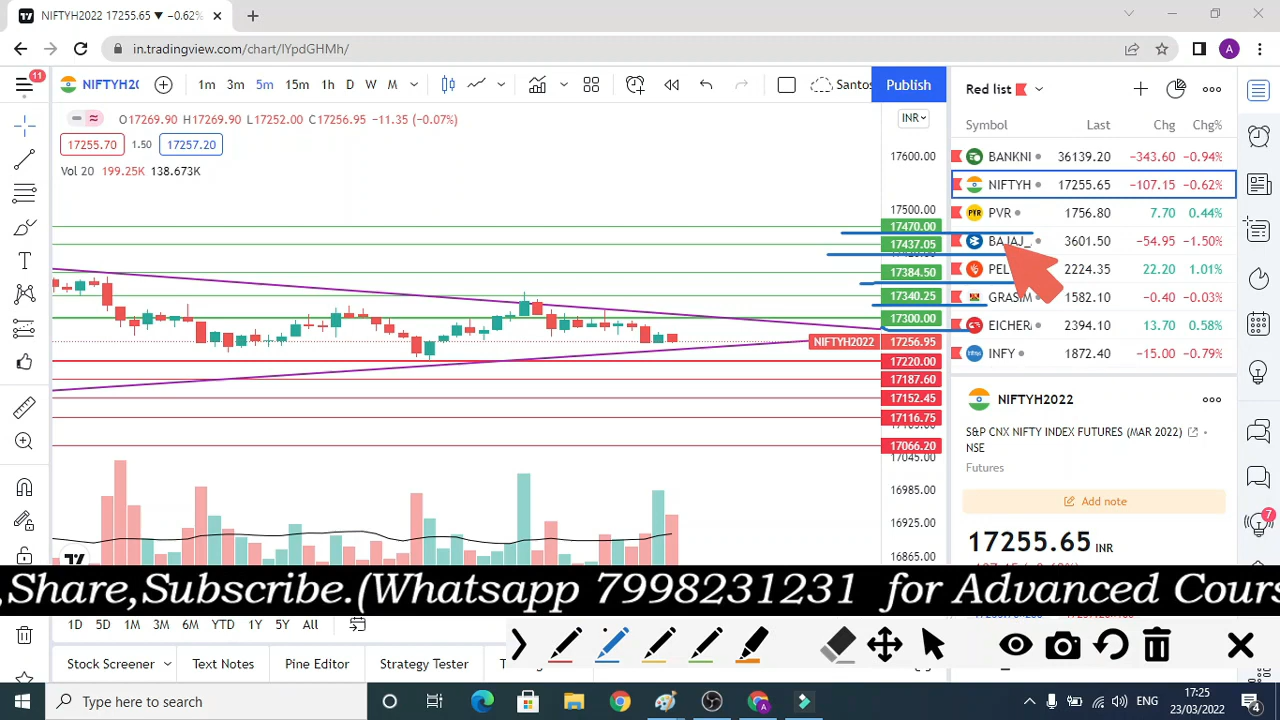 NIFTYH2022 17255.65 ▼ −0.62%
in.tradingview.com/chart/IYpdGHMh/
A
11
NIFTYH20
1m 3m 5m 15m 1h D W M
Santos
Publish
Red list
O17269.90 H17269.90 L17252.00 C17256.95 −11.35 (−0.07%)
INR
Symbol Last Chg Chg%
17255.70 1.50 17257.20
Vol 20 199.25K 138.673K
17600.00
17500.00
17470.00
17437.05
17384.50
17340.25
17300.00
NIFTYH2022 17256.95
17220.00
17187.60
17152.45
17116.75
17066.20
17045.00
16985.00
16925.00
16865.00
BANKNI 36139.20 −343.60 −0.94%
NIFTYH 17255.65 −107.15 −0.62%
PVR 1756.80 7.70 0.44%
BAJAJ_ 3601.50 −54.95 −1.50%
PEL 2224.35 22.20 1.01%
GRASIM 1582.10 −0.40 −0.03%
EICHER 2394.10 13.70 0.58%
INFY 1872.40 −15.00 −0.79%
NIFTYH2022
S&P CNX NIFTY INDEX FUTURES (MAR 2022)
NSE
Futures
Add note
17255.65 INR
7
,Share,Subscribe.(Whatsapp 7998231231 for Advanced Cours
1D 5D 1M 3M 6M YTD 1Y 5Y All
Stock Screener Text Notes Pine Editor Strategy Tester
Type here to search
ENG
17:25
23/03/2022
4